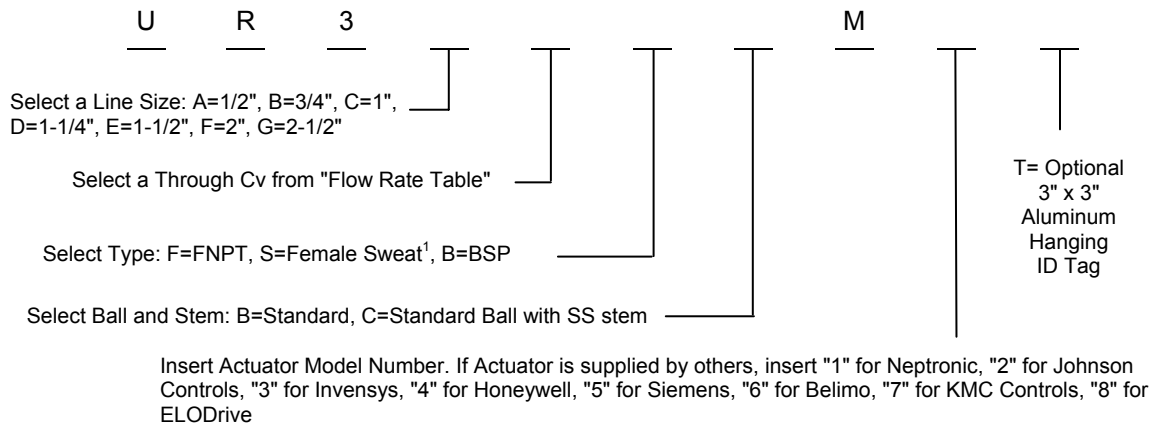 U R 3 M
Select a Line Size: A=1/2", B=3/4", C=1",
D=1-1/4", E=1-1/2", F=2", G=2-1/2"
Select a Through Cv from "Flow Rate Table"
T= Optional
3" x 3"
Aluminum
Hanging
ID Tag
Select Type: F=FNPT, S=Female Sweat¹, B=BSP
Select Ball and Stem: B=Standard, C=Standard Ball with SS stem
Insert Actuator Model Number. If Actuator is supplied by others, insert "1" for Neptronic, "2" for Johnson
Controls, "3" for Invensys, "4" for Honeywell, "5" for Siemens, "6" for Belimo, "7" for KMC Controls, "8" for
ELODrive